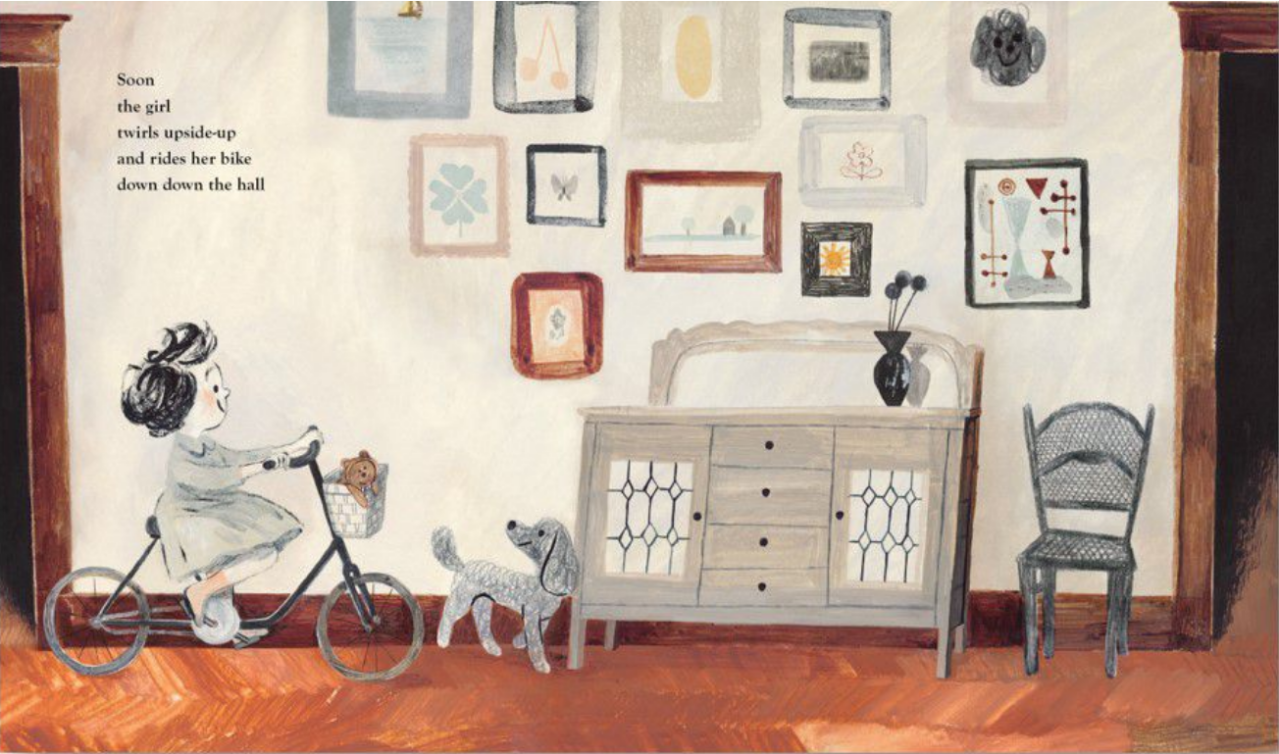 Soon
the girl
twirls upside-up
and rides her bike
down down the hall